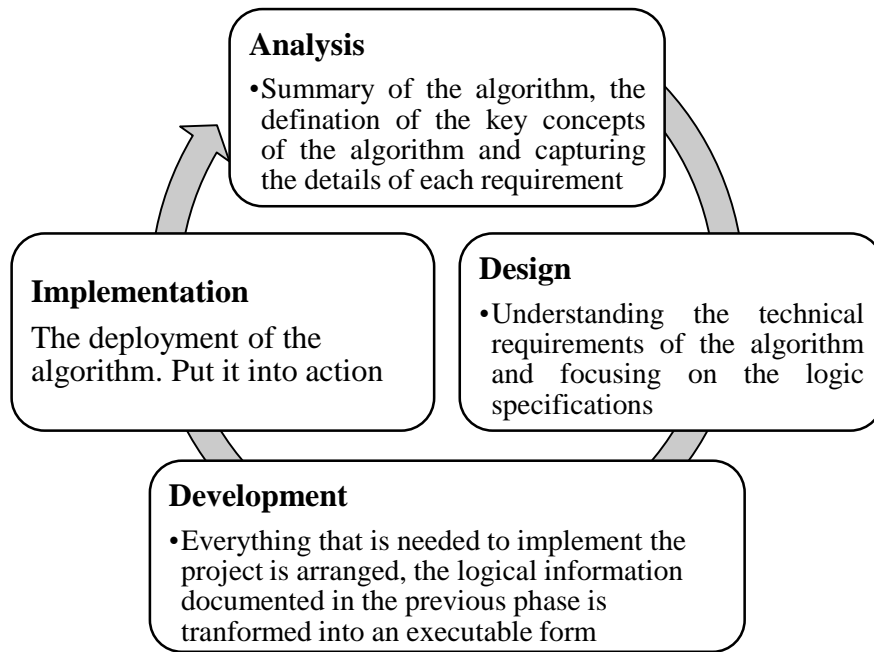 Analysis
•Summary of the algorithm, the
defination of the key concepts
of the algorithm and capturing
the details of each requirement
Design
•Understanding the technical
requirements of the algorithm
and focusing on the logic
specifications
Development
•Everything that is needed to implement the
project is arranged, the logical information
documented in the previous phase is
tranformed into an executable form
Implementation
The deployment of the
algorithm. Put it into action